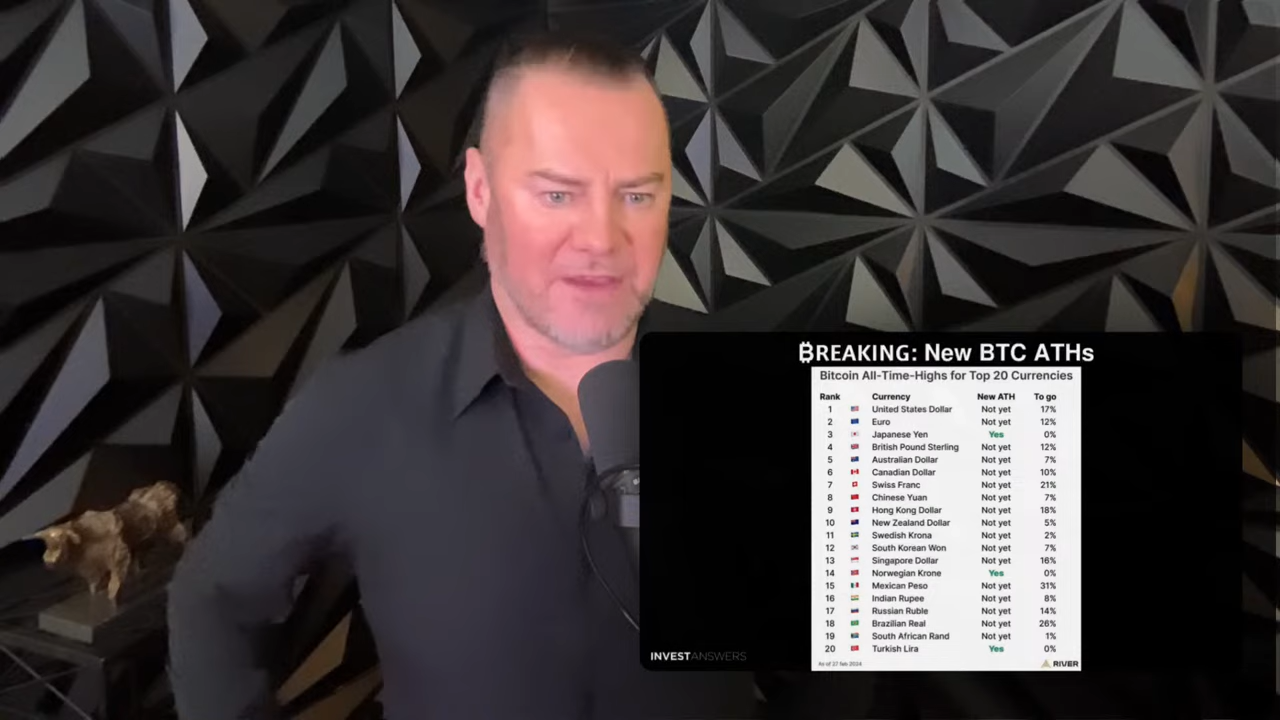 ₿REAKING: New BTC ATHs
Bitcoin All-Time-Highs for Top 20 Currencies
Rank Currency New ATH To go
1 United States Dollar Not yet 17%
2 Euro Not yet 12%
3 Japanese Yen Yes 0%
4 British Pound Sterling Not yet 12%
5 Australian Dollar Not yet 7%
6 Canadian Dollar Not yet 10%
7 Swiss Franc Not yet 21%
8 Chinese Yuan Not yet 7%
9 Hong Kong Dollar Not yet 18%
10 New Zealand Dollar Not yet 5%
11 Swedish Krona Not yet 2%
12 South Korean Won Not yet 7%
13 Singapore Dollar Not yet 16%
14 Norwegian Krone Yes 0%
15 Mexican Peso Not yet 31%
16 Indian Rupee Not yet 8%
17 Russian Ruble Not yet 14%
18 Brazilian Real Not yet 26%
19 South African Rand Not yet 1%
20 Turkish Lira Yes 0%
As of 27 feb 2024 RIVER
INVESTANSWERS